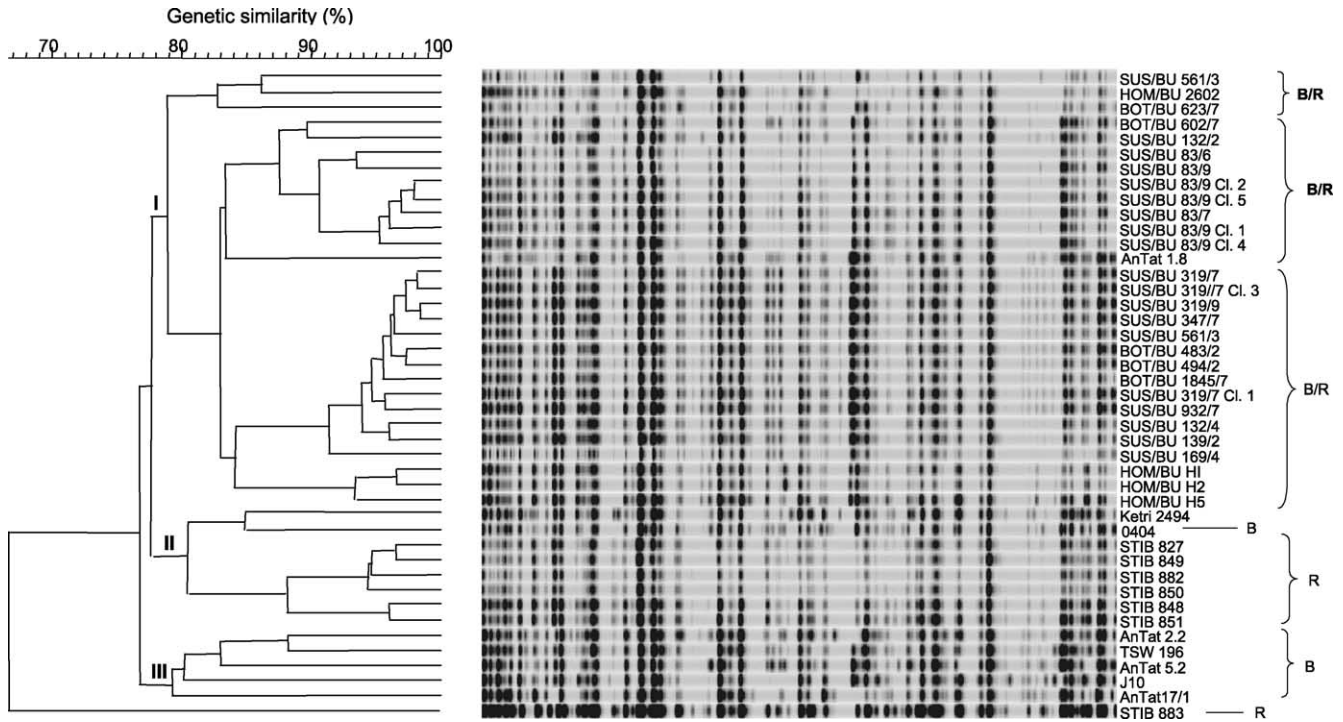 Genetic similarity (%)
70 80 90 100
SUS/BU 561/3
HOM/BU 2602
B/R
BOT/BU 623/7
BOT/BU 602/7
SUS/BU 132/2
SUS/BU 83/6
SUS/BU 83/9
SUS/BU 83/9 Cl. 2
B/R
SUS/BU 83/9 Cl. 5
I
SUS/BU 83/7
SUS/BU 83/9 Cl. 1
SUS/BU 83/9 Cl. 4
AnTat 1.8
SUS/BU 319/7
SUS/BU 319//7 Cl. 3
SUS/BU 319/9
SUS/BU 347/7
SUS/BU 561/3
BOT/BU 483/2
BOT/BU 494/2
BOT/BU 1845/7
B/R
SUS/BU 319/7 Cl. 1
SUS/BU 932/7
SUS/BU 132/4
SUS/BU 139/2
SUS/BU 169/4
HOM/BU HI
HOM/BU H2
HOM/BU H5
Ketri 2494
0404
B
II
STIB 827
STIB 849
STIB 882
R
STIB 850
STIB 848
STIB 851
AnTat 2.2
TSW 196
III
AnTat 5.2
B
J10
AnTat17/1
STIB 883
R